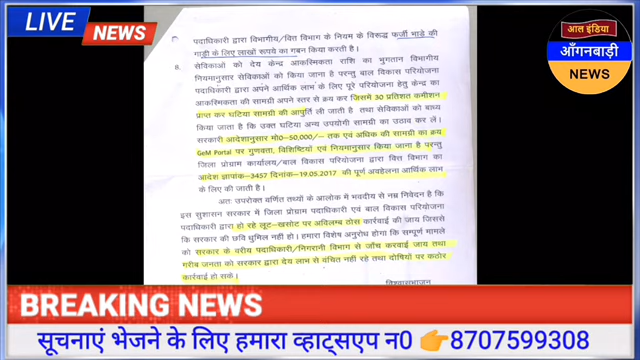 LIVE NEWS
आल इंडिया
आँगनबाड़ी
NEWS
पदाधिकारी द्वारा विभागीय/वित्त विभाग के नियम के विरूद्ध फर्जी भाडे की
गाड़ी के लिए लाखों रूपये का गबन किया करती है।
8. सेविकाओं को देय केन्द्र आकस्मिकता राशि का भुगतान विभागीय
नियमानुसार सेविकाओं को किया जाना है परन्तु बाल विकास परियोजना
पदाधिकारी द्वारा अपने आर्थिक लाभ के लिए पूरे परियोजना हेतु केन्द्र का
आकस्मिकता की सामग्री अपने स्तर से क्रय कर जिसमे 30 प्रतिशत कमीशन
प्राप्त कर घटिया सामग्री की आपुर्ति ली जाती है तथा सेविकाओं को बाध्य
किया जाता है कि उक्त घटिया अन्य उपयोगी सामग्री का उठाव कर लें।
सरकारी आदेशानुसार मो0-50,000/- तक एवं अधिक की सामग्री का क्रय
GeM Portal पर गुणवता, विशिष्टियाँ एवं नियमानुसार किया जाना है परन्तु
जिला प्रोग्राम कार्यालय/बाल विकास परियोजना द्वारा वित्त विभाग का
आदेश ज्ञापांक-3457 दिनांक-19.05.2017 की पूर्ण अवहेलना आर्थिक लाभ
के लिए की जाती है।
अतः उपरोक्त वर्णित तथ्यों के आलोक में भवदीय से नम्र निवेदन है कि
इस सुशासन सरकार में जिला प्रोग्राम पदाधिकारी एवं बाल विकास परियोजना
पदाधिकारी द्वारा हो रहे लूट-खसोट पर अविलम्ब ठोस कार्रवाई की जाय जिससे
कि सरकार की छवि धुमिल नहीं हो। हमारा विशेष अनुरोध होगा कि सम्पूर्ण मामले
को सरकार के वरीय पदाधिकारी/निगरानी विभाग से जाँच करवाई जाय तथा
गरीब जनता को सरकार द्वारा देय लाभ से वंचित नहीं रहे तथा दोषियों पर कठोर
कार्रवाई हो सके।
विश्वासभाजन
BREAKING NEWS
सूचनाएं भेजने के लिए हमारा व्हाट्सएप न0 👉8707599308